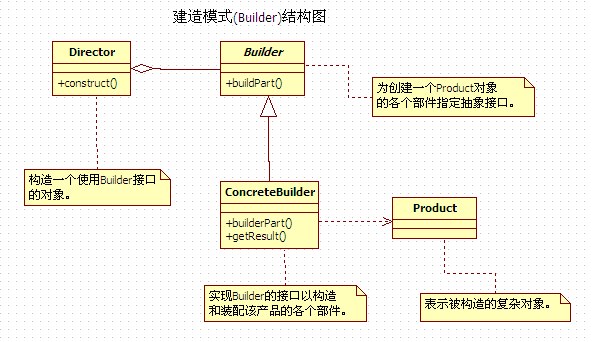 建造模式(Builder)结构图
Director
+construct()
Builder
+buildPart()
为创建一个Product对象
的各个部件指定抽象接口。
构造一个使用Builder接口
的对象。
ConcreteBuilder
+builderPart()
+getResult()
Product
实现Builder的接口以构造
和装配该产品的各个部件。
表示被构造的复杂对象。